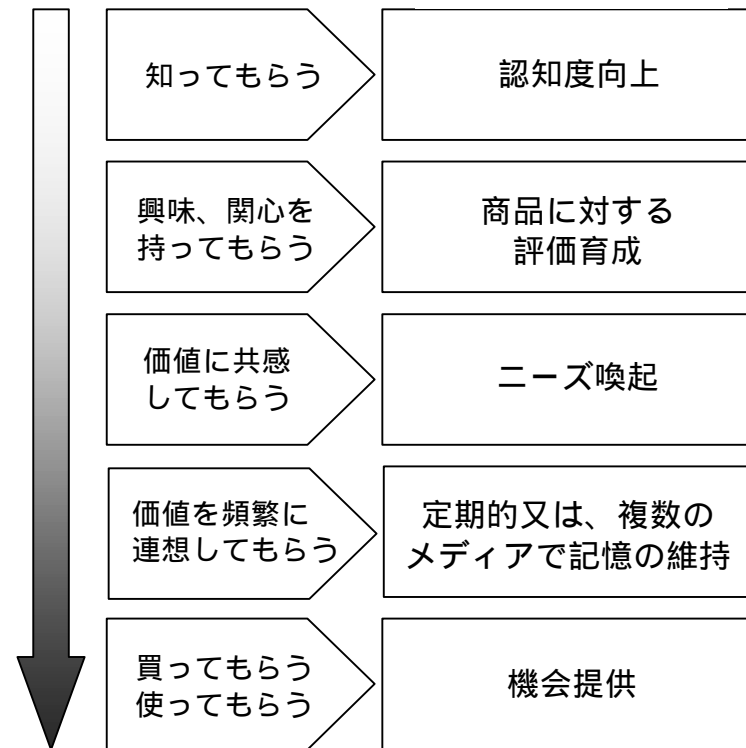 知ってもらう
認知度向上
興味、関心を
持ってもらう
商品に対する
評価育成
価値に共感
してもらう
ニーズ喚起
価値を頻繁に
連想してもらう
定期的又は、複数の
メディアで記憶の維持
買ってもらう
使ってもらう
機会提供